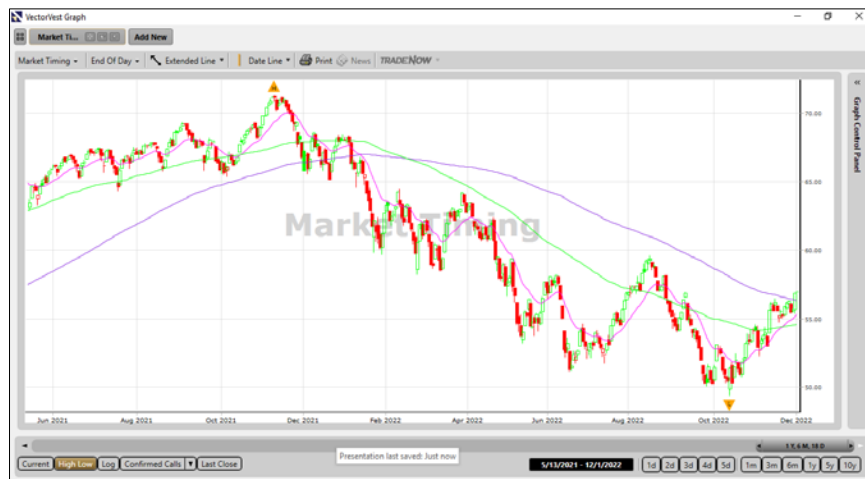 VectorVest Graph
Market Ti... Add New
Market Timing End Of Day Extended Line Date Line Print News TRADENOW
Graph Control Panel
H
70.00
65.00
Market Timing
60.00
55.00
50.00
L
Jun 2021 Aug 2021 Oct 2021 Dec 2021 Feb 2022 Apr 2022 Jun 2022 Aug 2022 Oct 2022 Dec 2022
1 Y, 6 M, 18 D
Current High Low Log Confirmed Calls Last Close Presentation last saved: Just now 5/13/2021 - 12/1/2022 1d 2d 3d 4d 5d 1m 3m 6m 1y 5y 10y